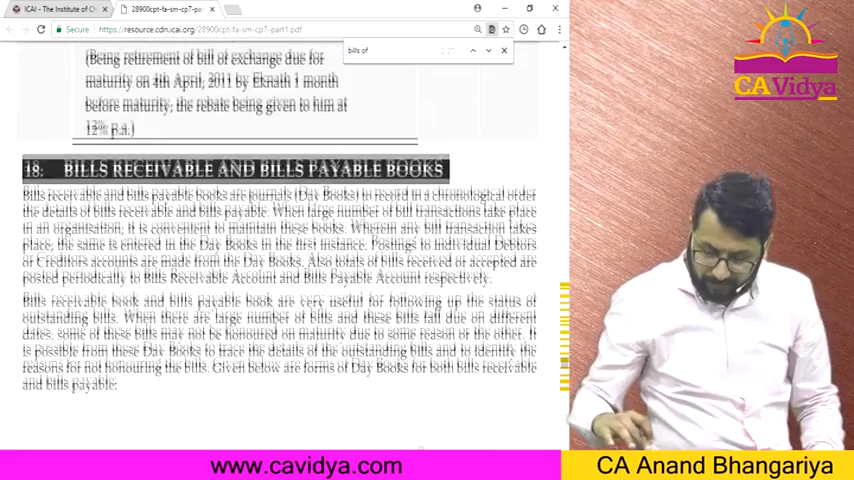 ICAI - The Institute of Ch
28900cpt-fa-sm-cp7-part
Secure
https://resource.cdn.icai.org/28900cpt-fa-sm-cp7-part1.pdf
bills of
CA Vidya
(Being retirement of bill of exchange due for
maturity on 4th April, 2011 by Eknath 1 month
before maturity, the rebate being given to him at
12% p.a.)
18. BILLS RECEIVABLE AND BILLS PAYABLE BOOKS
Bills receivable and bills payable books are journals (Day Books) to record in a chronological order
the details of bills receivable and bills payable. When large number of bill transactions take place
in an organisation, it is convenient to maintain these books. Wherein any bill transaction takes
place, the same is entered in the Day Books in the first instance. Postings to individual Debtors
or Creditors accounts are made from the Day Books. Also totals of bills received or accepted are
posted periodically to Bills Receivable Account and Bills Payable Account respectively.
Bills receivable book and bills payable book are very useful for following up the status of
outstanding bills. When there are large number of bills and these bills fall due on different
dates, some of these bills may not be honoured on maturity due to some reason or the other. It
is possible from these Day Books to trace the details of the outstanding bills and to identify the
reasons for not honouring the bills. Given below are forms of Day Books for both bills receivable
and bills payable:
www.cavidya.com
CA Anand Bhangariya